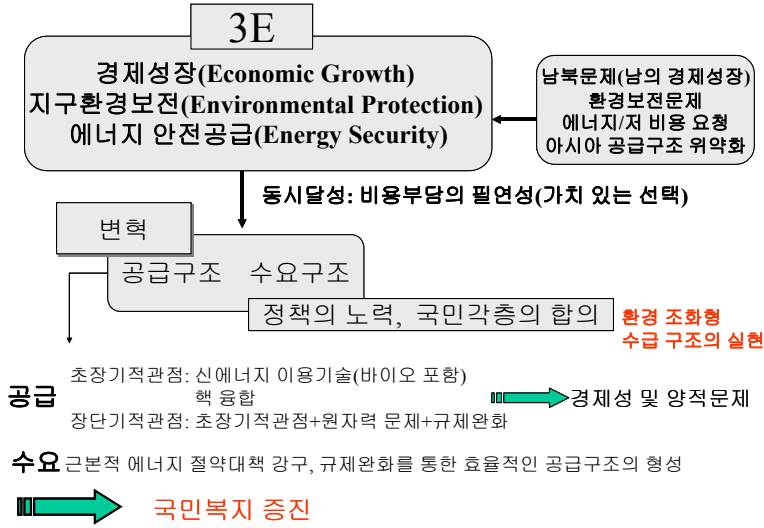 3E
경제성장(Economic Growth)
지구환경보전(Environmental Protection)
에너지 안전공급(Energy Security)
남북문제(남의 경제성장)
환경보전문제
에너지/저 비용 요청
아시아 공급구조 위약화
동시달성: 비용부담의 필연성(가치 있는 선택)
변혁
공급구조 수요구조
정책의 노력, 국민각층의 합의
환경 조화형
수급 구조의 실현
공급
초장기적관점: 신에너지 이용기술(바이오 포함)
핵 융합
장단기적관점: 초장기적관점+원자력 문제+규제완화
경제성 및 양적문제
수요 근본적 에너지 절약대책 강구, 규제완화를 통한 효율적인 공급구조의 형성
국민복지 증진